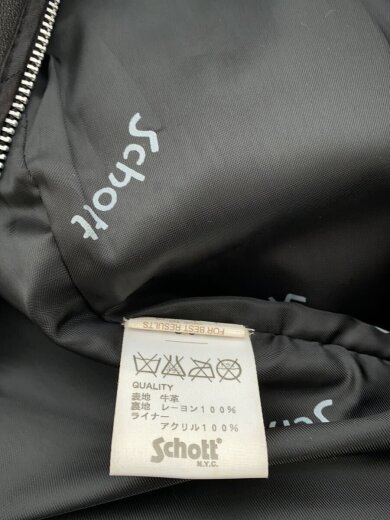 Schott
FOR BEST RESULTS
QUALITY
表地 牛革
裏地 レーヨン100%
ライナー
アクリル100%
Schott
N.Y.C.